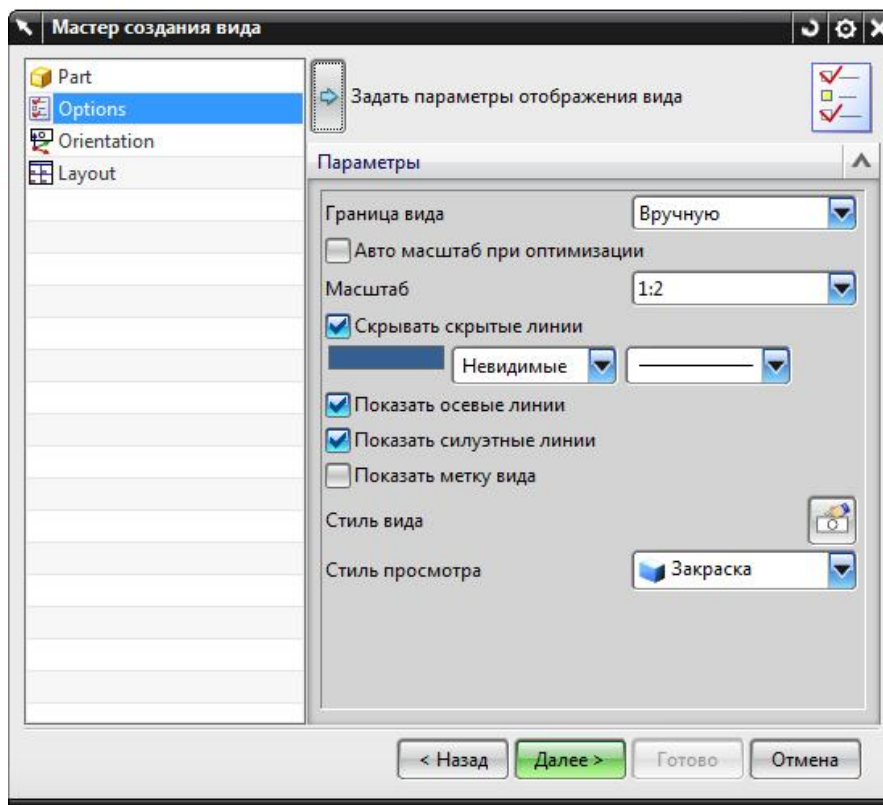 Мастер создания вида
Part
Options
Orientation
Layout
Задать параметры отображения вида
Параметры
Граница вида Вручную
Авто масштаб при оптимизации
Масштаб 1:2
Скрывать скрытые линии
Невидимые
Показать осевые линии
Показать силуэтные линии
Показать метку вида
Стиль вида
Стиль просмотра Закраска
< Назад Далее > Готово Отмена